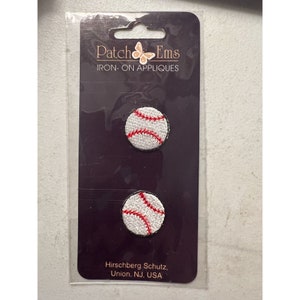 Patch Ems
IRON-ON APPLIQUES
Hirschberg Schutz,
Union, NJ, USA